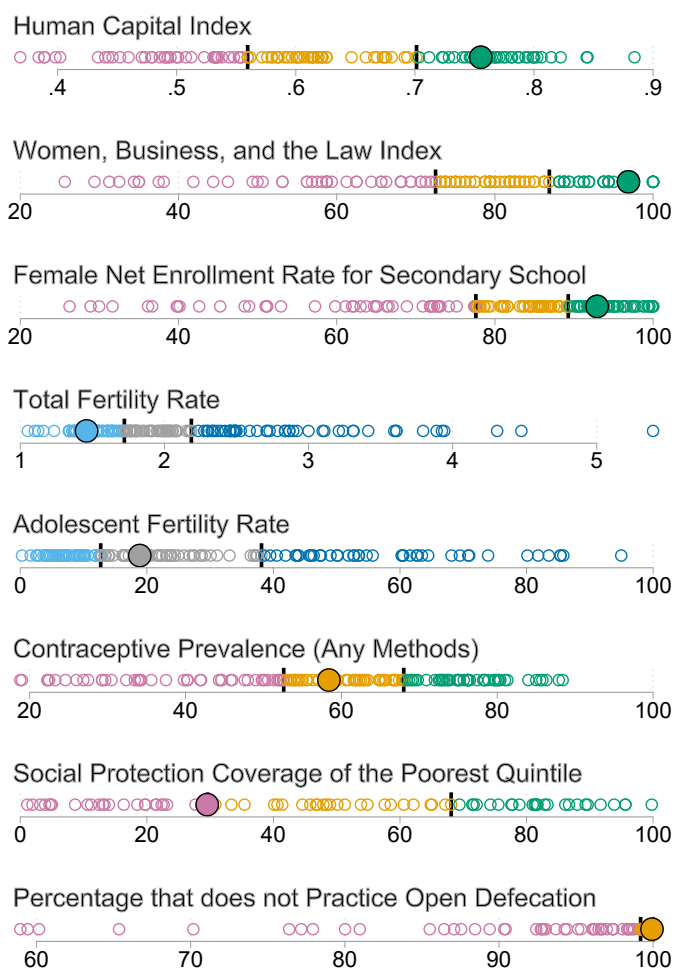 Human Capital Index
.4 .5 .6 .7 .8 .9
Women, Business, and the Law Index
20 40 60 80 100
Female Net Enrollment Rate for Secondary School
20 40 60 80 100
Total Fertility Rate
1 2 3 4 5
Adolescent Fertility Rate
0 20 40 60 80 100
Contraceptive Prevalence (Any Methods)
20 40 60 80 100
Social Protection Coverage of the Poorest Quintile
0 20 40 60 80 100
Percentage that does not Practice Open Defecation
60 70 80 90 100